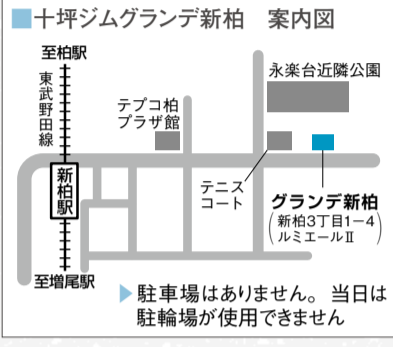 十坪ジムグランデ新柏 案内図
至柏駅
東武野田線
永楽台近隣公園
テプコ柏
プラザ館
新柏駅
テニス
コート
グランデ新柏
(新柏3丁目1-4
ルミエールⅡ)
至増尾駅
▶駐車場はありません。当日は
駐輪場が使用できません